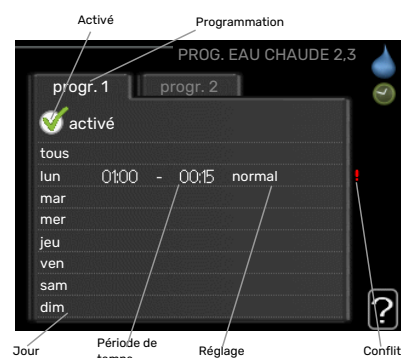 Activé
Programmation
PROG. EAU CHAUDE 2,3
progr. 1
progr. 2
activé
tous
lun 01:00 - 00:15 normal !
mar
mer
jeu
ven
sam
dim
?
Jour
Période de
temps
Réglage
Conflit